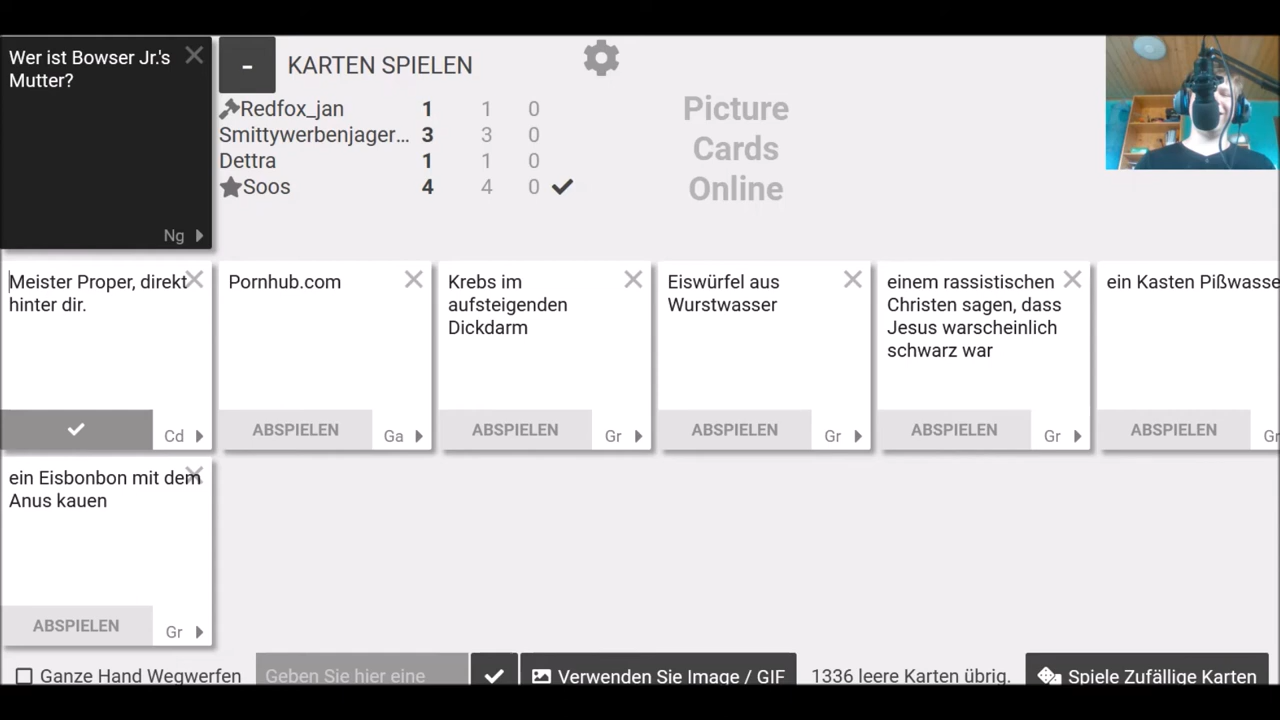 Wer ist Bowser Jr.'s
Mutter?
Ng
-
KARTEN SPIELEN
Redfox_jan 1 1 0
Smittywerbenjager... 3 3 0
Dettra 1 1 0
Soos 4 4 0
Picture
Cards
Online
Meister Proper, direkt
hinter dir.
Cd
Pornhub.com
ABSPIELEN
Ga
Krebs im
aufsteigenden
Dickdarm
ABSPIELEN
Gr
Eiswürfel aus
Wurstwasser
ABSPIELEN
Gr
einem rassistischen
Christen sagen, dass
Jesus warscheinlich
schwarz war
ABSPIELEN
Gr
ein Kasten Pißwasse
ABSPIELEN
Gr
ein Eisbonbon mit dem
Anus kauen
ABSPIELEN
Gr
Ganze Hand Wegwerfen
Geben Sie hier eine
Verwenden Sie Image / GIF
1336 leere Karten übrig.
Spiele Zufällige Karten